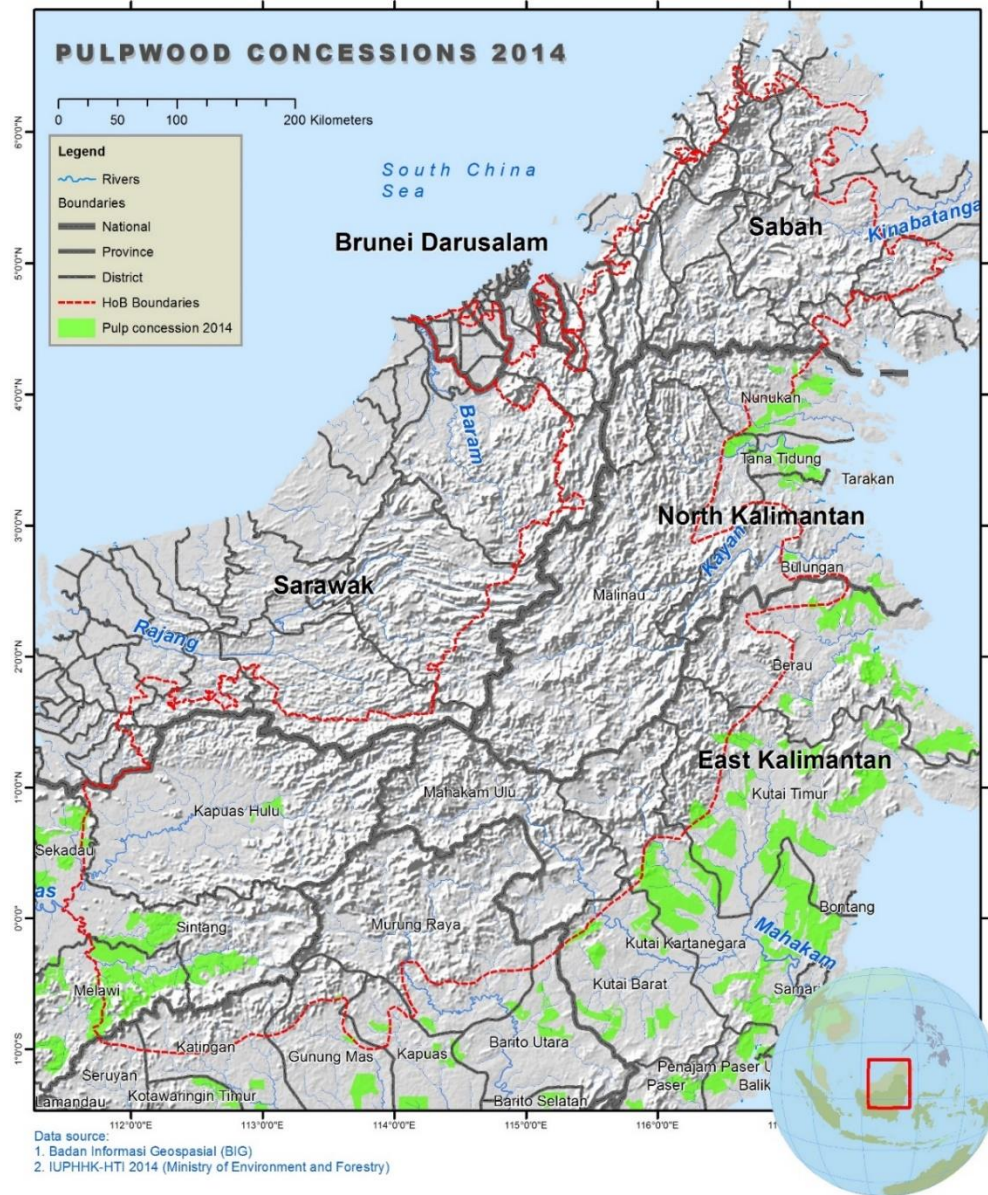 PULPWOOD CONCESSIONS 2014
0 50 100 200 Kilometers
Legend
Rivers
Boundaries
National
Province
District
HoB Boundaries
Pulp concession 2014
South China
Sea
Brunei Darusalam
Sabah
Kinabatanga
Baram
Nunukan
Tana Tidung
Tarakan
North Kalimantan
Kayan
Bulungan
Sarawak
Malinau
Rajang
Berau
East Kalimantan
Kapuas Hulu
Mahakam Ulu
Kutai Timur
Sekadau
as
Sintang
Murung Raya
Bontang
Mahakam
Kutai Kartanegara
Melawi
Kutai Barat
Samar
Katingan
Gunung Mas
Kapuas
Barito Utara
Seruyan
Penajam Paser U
Paser
Balik
Lamandau
Kotawaringin Timur
Barito Selatan
6°0'0"N
5°0'0"N
4°0'0"N
3°0'0"N
2°0'0"N
1°0'0"N
0°0'0"
1°0'0"S
112°0'0"E
113°0'0"E
114°0'0"E
115°0'0"E
116°0'0"E
Data source:
1. Badan Informasi Geospasial (BIG)
2. IUPHHK-HTI 2014 (Ministry of Environment and Forestry)